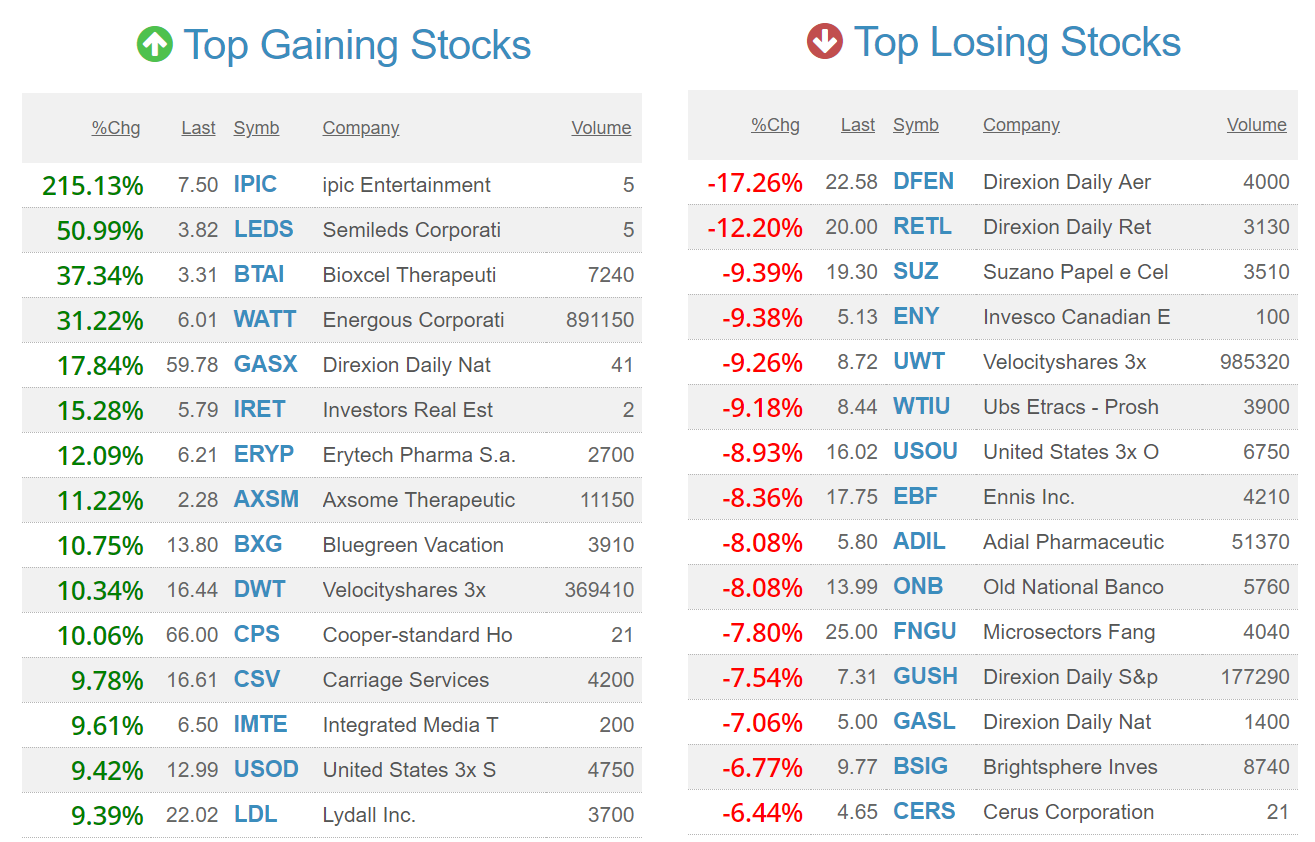 Top Gaining Stocks
%Chg Last Symb Company Volume
215.13% 7.50 IPIC ipic Entertainment 5
50.99% 3.82 LEDS Semileds Corporati 5
37.34% 3.31 BTAI Bioxcel Therapeuti 7240
31.22% 6.01 WATT Energous Corporati 891150
17.84% 59.78 GASX Direxion Daily Nat 41
15.28% 5.79 IRET Investors Real Est 2
12.09% 6.21 ERYP Erytech Pharma S.a. 2700
11.22% 2.28 AXSM Axsome Therapeutic 11150
10.75% 13.80 BXG Bluegreen Vacation 3910
10.34% 16.44 DWT Velocityshares 3x 369410
10.06% 66.00 CPS Cooper-standard Ho 21
9.78% 16.61 CSV Carriage Services 4200
9.61% 6.50 IMTE Integrated Media T 200
9.42% 12.99 USOD United States 3x S 4750
9.39% 22.02 LDL Lydall Inc. 3700
Top Losing Stocks
%Chg Last Symb Company Volume
-17.26% 22.58 DFEN Direxion Daily Aer 4000
-12.20% 20.00 RETL Direxion Daily Ret 3130
-9.39% 19.30 SUZ Suzano Papel e Cel 3510
-9.38% 5.13 ENY Invesco Canadian E 100
-9.26% 8.72 UWT Velocityshares 3x 985320
-9.18% 8.44 WTIU Ubs Etracs - Prosh 3900
-8.93% 16.02 USOU United States 3x O 6750
-8.36% 17.75 EBF Ennis Inc. 4210
-8.08% 5.80 ADIL Adial Pharmaceutic 51370
-8.08% 13.99 ONB Old National Banco 5760
-7.80% 25.00 FNGU Microsectors Fang 4040
-7.54% 7.31 GUSH Direxion Daily S&p 177290
-7.06% 5.00 GASL Direxion Daily Nat 1400
-6.77% 9.77 BSIG Brightsphere Inves 8740
-6.44% 4.65 CERS Cerus Corporation 21